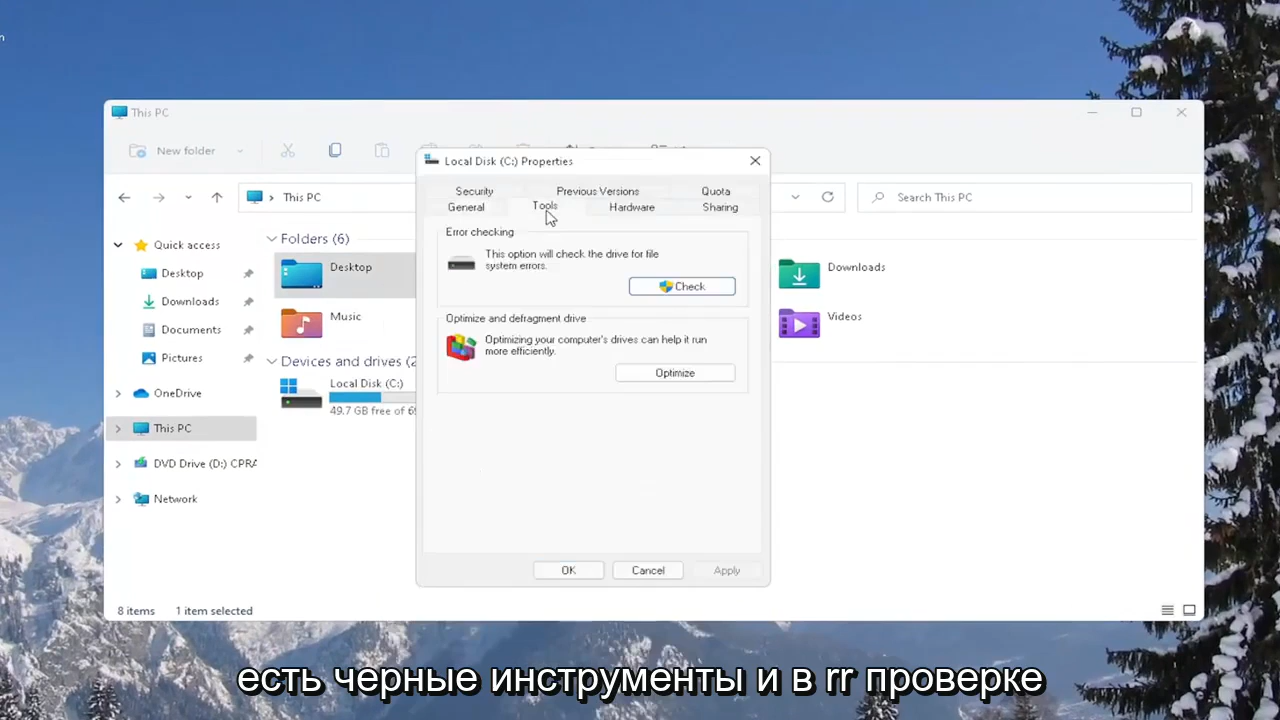 n
This PC
New folder
Local Disk (C:) Properties
This PC
Search This PC
Security
Previous Versions
Quota
General
Tools
Hardware
Sharing
Error checking
This option will check the drive for file
system errors.
Check
Optimize and defragment drive
Optimizing your computer's drives can help it run
more efficiently.
Optimize
OK
Cancel
Apply
Quick access
Desktop
Downloads
Documents
Pictures
OneDrive
This PC
DVD Drive (D:) CPRA
Network
Folders (6)
Desktop
Music
Downloads
Videos
Devices and drives (2
Local Disk (C:)
49.7 GB free of
8 items
1 item selected
есть черные инструменты и в rr проверке